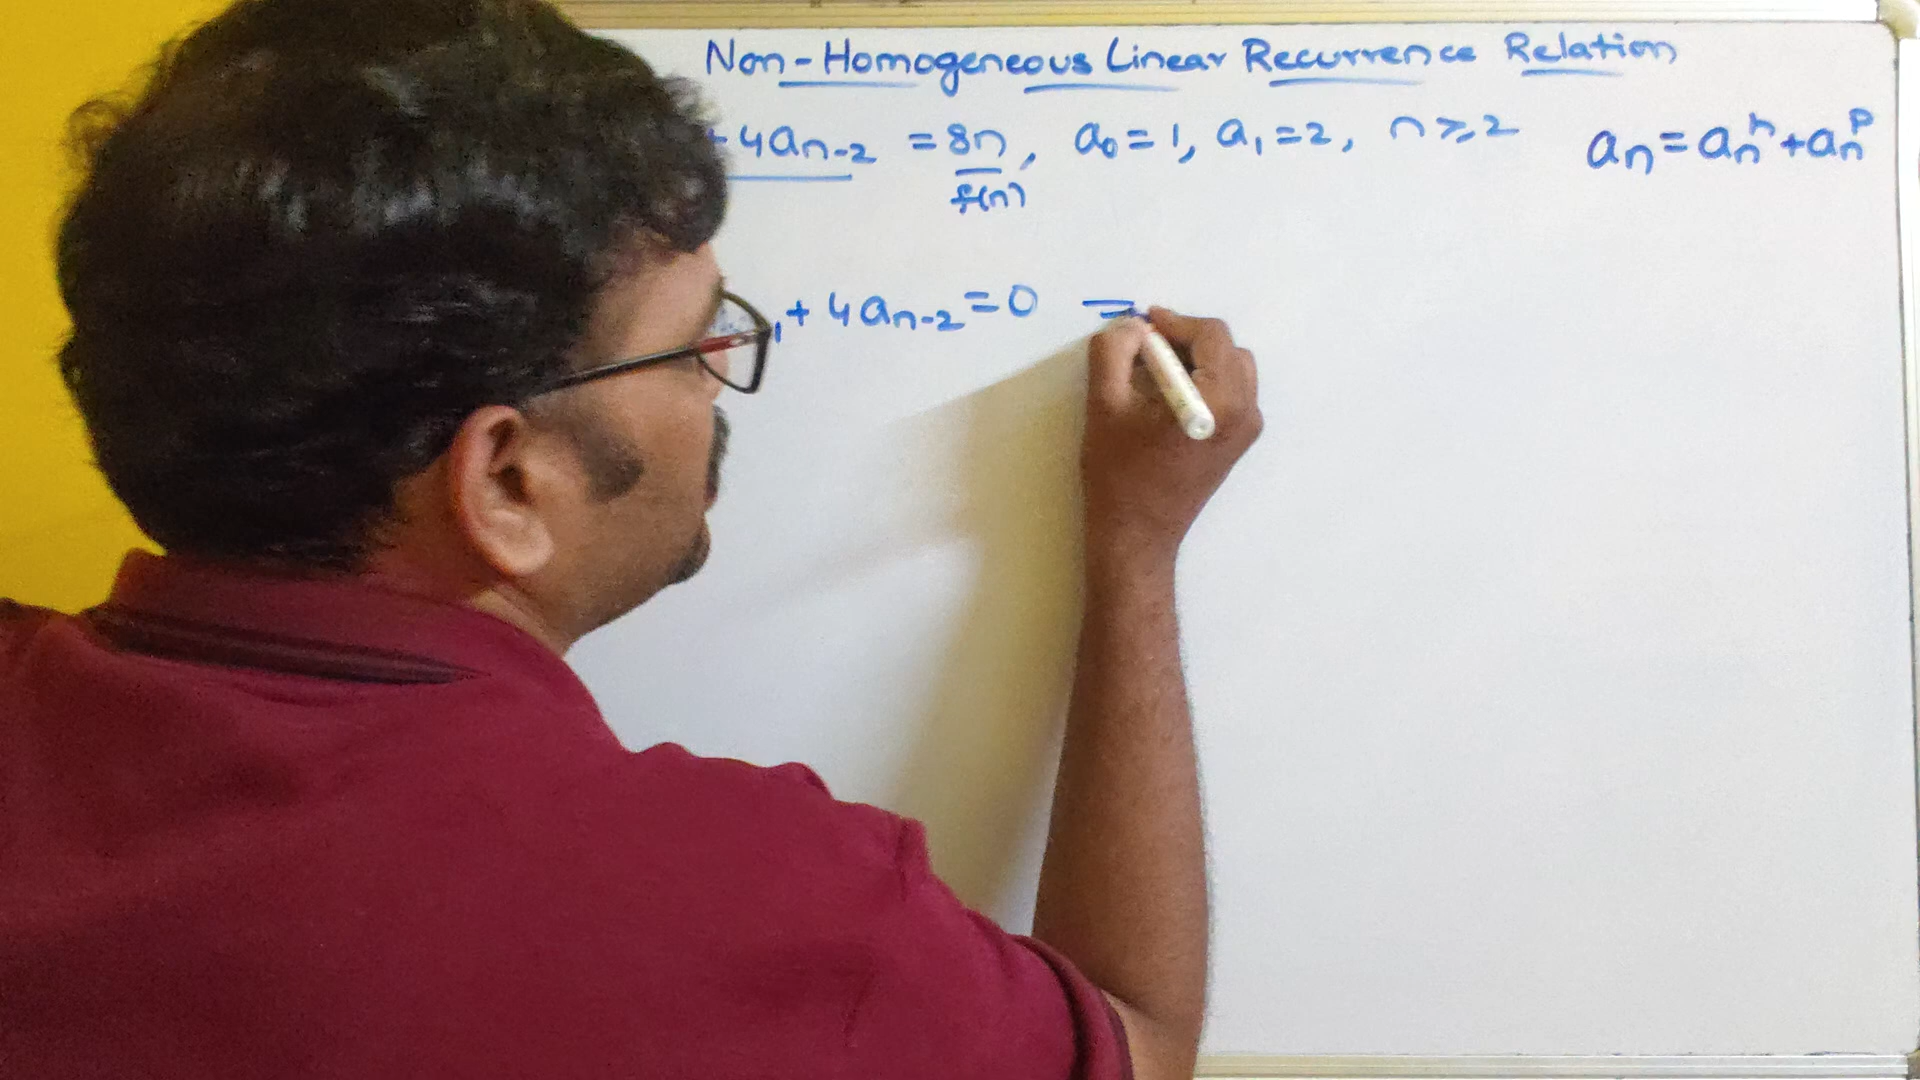 Non-Homogeneous Linear Recurrence Relation
+4aₙ₋₂ = 8n, a₀=1, a₁=2, n≥2
f(n)
aₙ=aₙʰ+aₙᵖ
₁+4aₙ₋₂=0 =